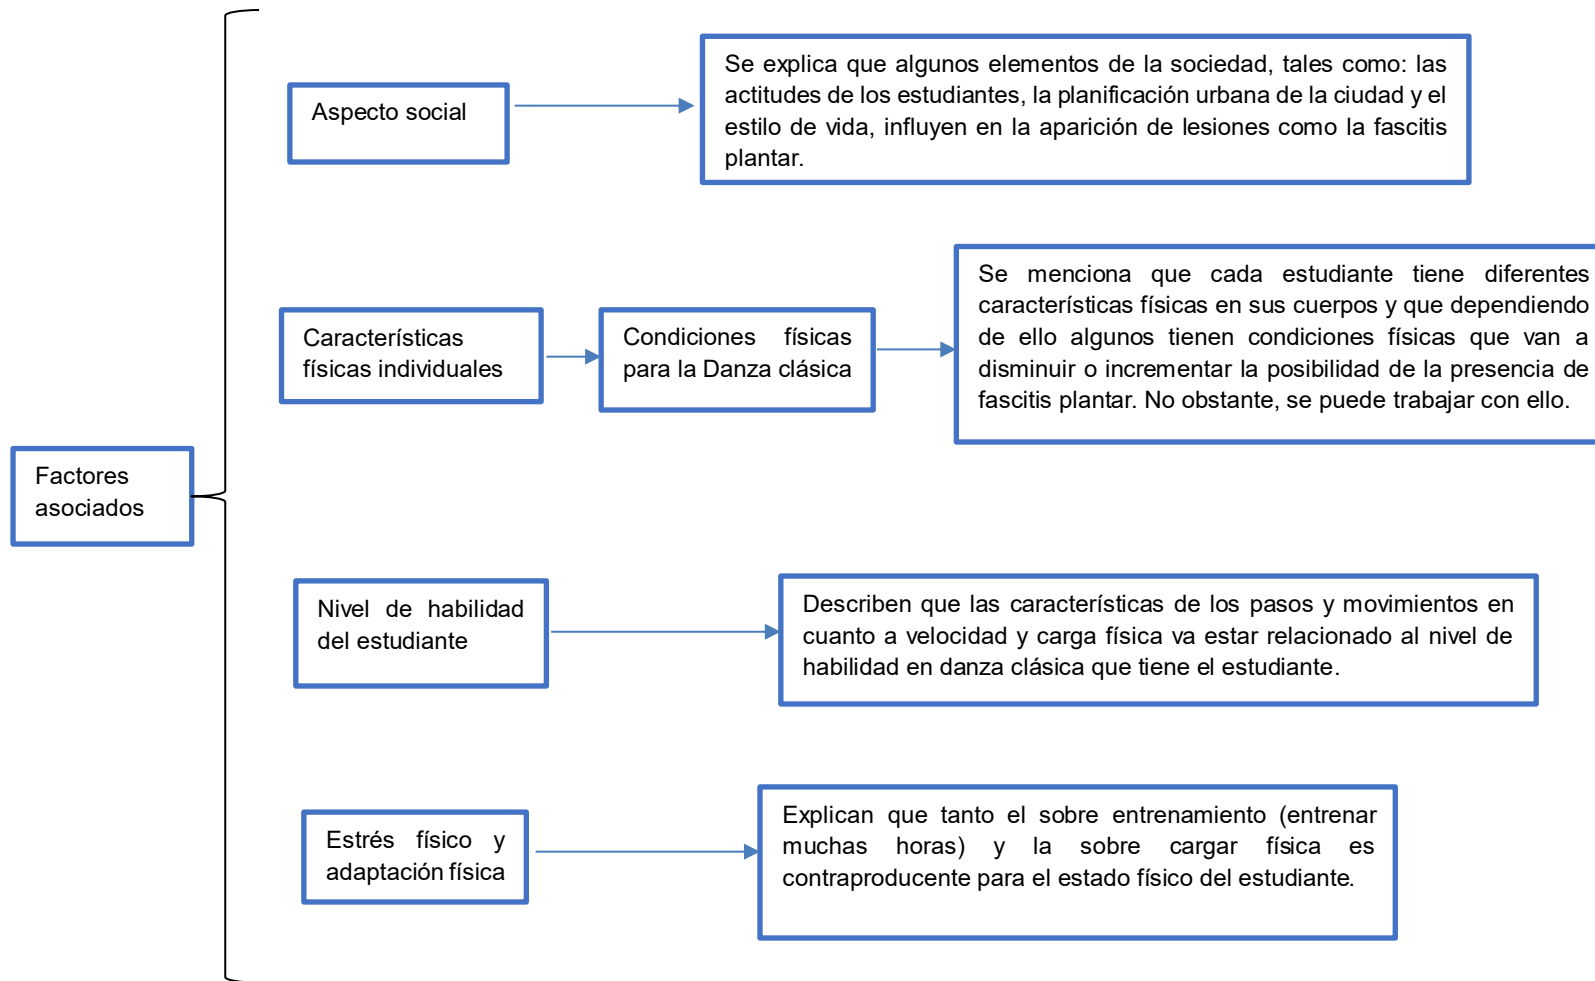 Factores
asociados
Aspecto social
Se explica que algunos elementos de la sociedad, tales como: las
actitudes de los estudiantes, la planificación urbana de la ciudad y el
estilo de vida, influyen en la aparición de lesiones como la fascitis
plantar.
Características
físicas individuales
Condiciones físicas
para la Danza clásica
Se menciona que cada estudiante tiene diferentes
características físicas en sus cuerpos y que dependiendo
de ello algunos tienen condiciones físicas que van a
disminuir o incrementar la posibilidad de la presencia de
fascitis plantar. No obstante, se puede trabajar con ello.
Nivel de habilidad
del estudiante
Describen que las características de los pasos y movimientos en
cuanto a velocidad y carga física va estar relacionado al nivel de
habilidad en danza clásica que tiene el estudiante.
Estrés físico y
adaptación física
Explican que tanto el sobre entrenamiento (entrenar
muchas horas) y la sobre cargar física es
contraproducente para el estado físico del estudiante.